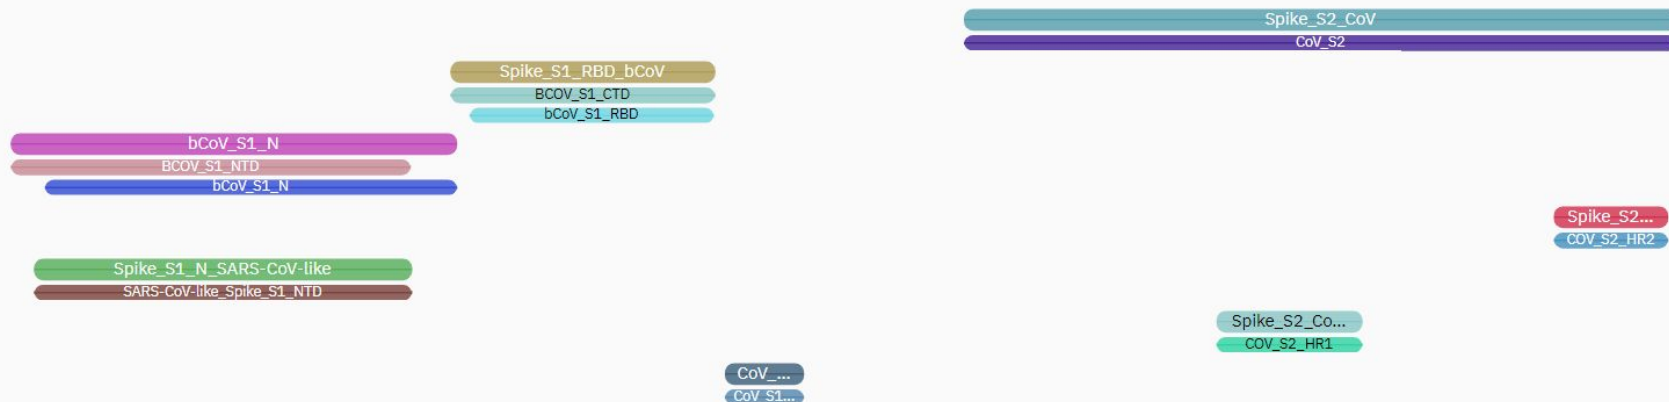 Spike_S2_CoV
CoV_S2
Spike_S1_RBD_bCoV
BCOV_S1_CTD
bCoV_S1_RBD
bCoV_S1_N
BCOV_S1_NTD
bCoV_S1_N
Spike_S2...
COV_S2_HR2
Spike_S1_N_SARS-CoV-like
SARS-CoV-like_Spike_S1_NTD
Spike_S2_Co...
COV_S2_HR1
CoV_...
CoV_S1...